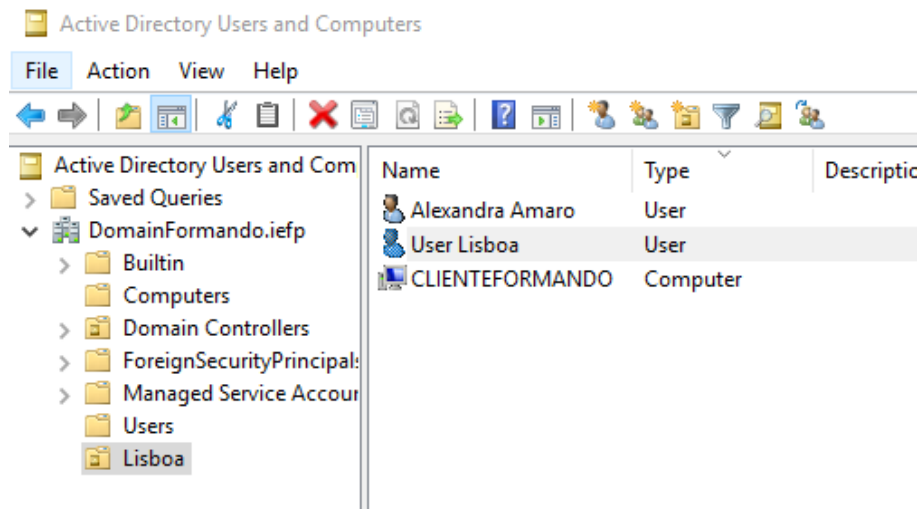 Active Directory Users and Computers
File Action View Help
Active Directory Users and Com
Saved Queries
DomainFormando.iefp
Builtin
Computers
Domain Controllers
ForeignSecurityPrincipals
Managed Service Accour
Users
Lisboa
Name Type Descriptic
Alexandra Amaro User
User Lisboa User
CLIENTEFORMANDO Computer